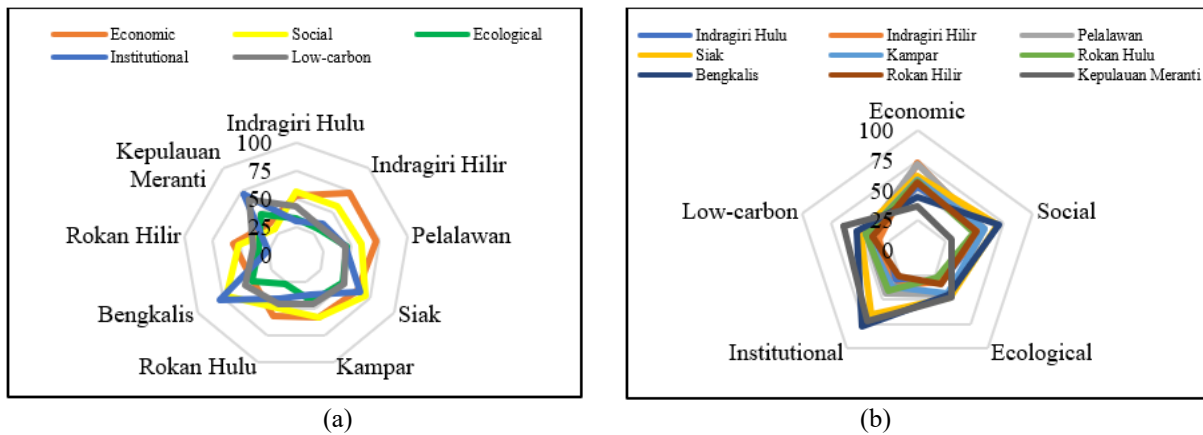 Economic Social Ecological
Institutional Low-carbon
Indragiri Hulu
100
Kepulauan
Meranti
Indragiri Hilir
75
50
25
Rokan Hilir
0
Pelalawan
Bengkalis
Siak
Rokan Hulu
Kampar
(a)
Indragiri Hulu Indragiri Hilir Pelalawan
Siak Kampar Rokan Hulu
Bengkalis Rokan Hilir Kepulauan Meranti
Economic
100
75
50
Low-carbon
Social
25
0
Institutional
Ecological
(b)